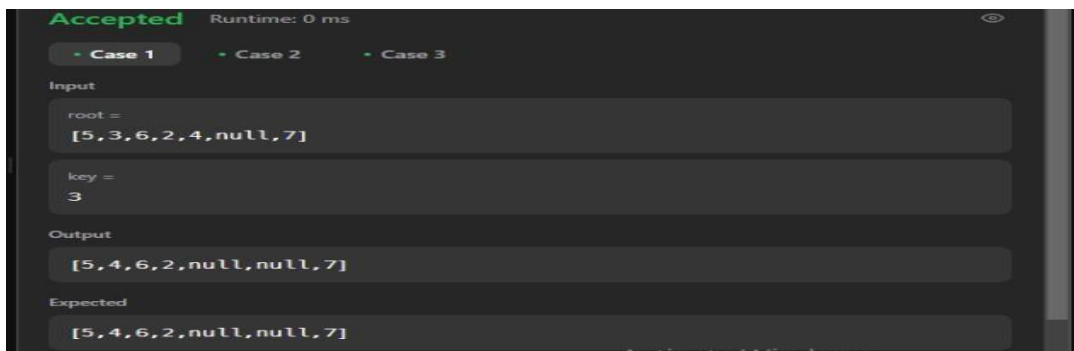 Accepted Runtime: 0 ms
• Case 1 • Case 2 • Case 3
Input
root =
[5,3,6,2,4,null,7]
key =
3
Output
[5,4,6,2,null,null,7]
Expected
[5,4,6,2,null,null,7]